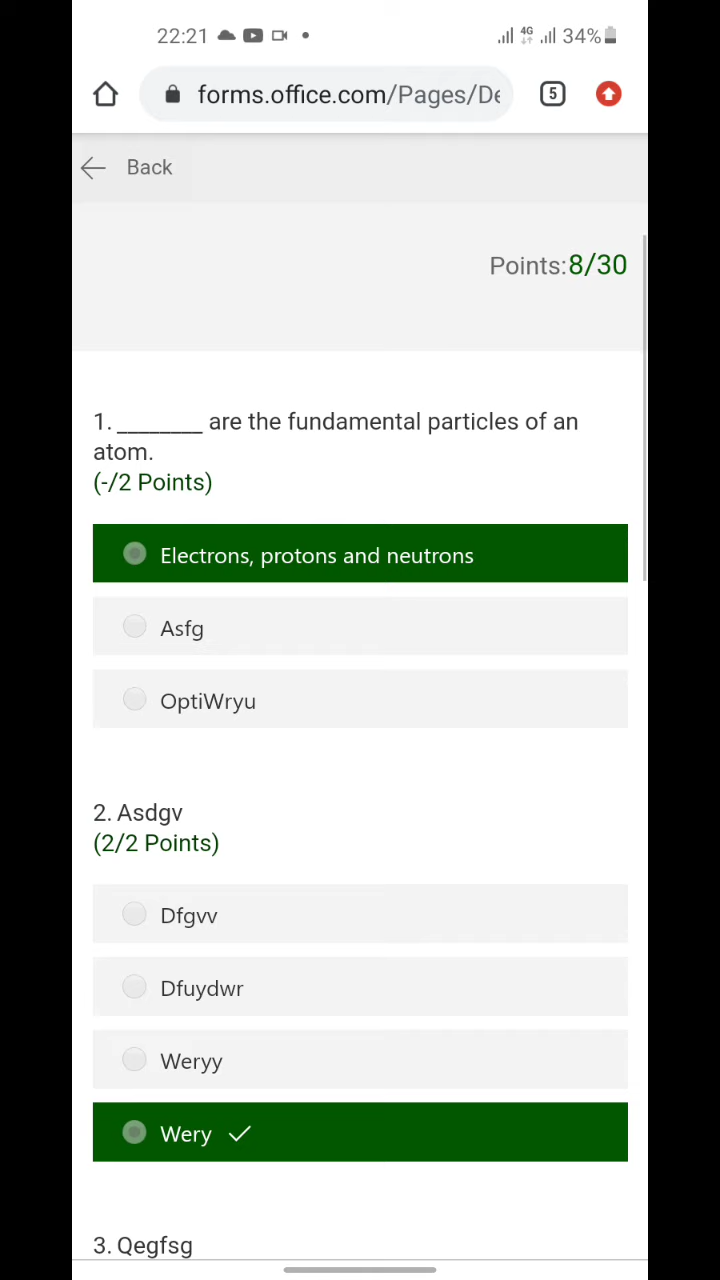 22:21 4G 34%
forms.office.com/Pages/De 5
Back
Points:8/30
1. ________ are the fundamental particles of an
atom.
(-/2 Points)
Electrons, protons and neutrons
Asfg
OptiWryu
2. Asdgv
(2/2 Points)
Dfgvv
Dfuydwr
Weryy
Wery
3. Qegfsg